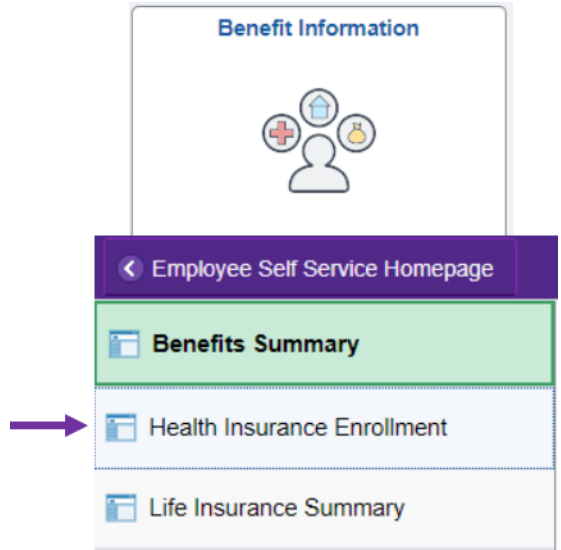 Benefit Information
Employee Self Service Homepage
Benefits Summary
Health Insurance Enrollment
Life Insurance Summary